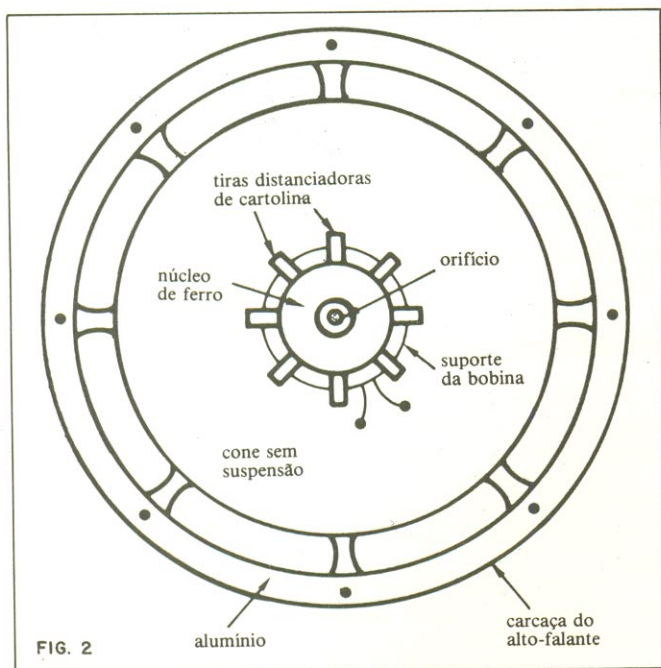 tiras distanciadoras
de cartolina
núcleo
de ferro
orifício
suporte
da bobina
cone sem
suspensão
alumínio
carcaça do
alto-falante
FIG. 2